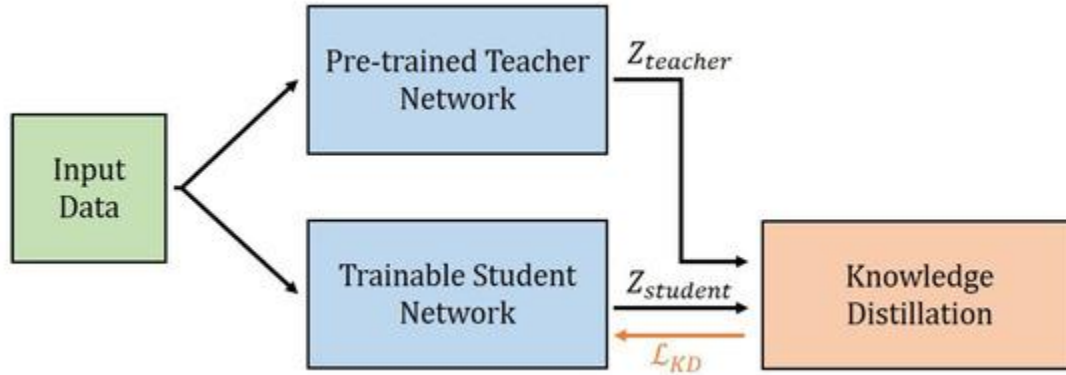 Input
Data
Pre-trained Teacher
Network
Trainable Student
Network
Z_teacher
Z_student
ℒ_KD
Knowledge
Distillation